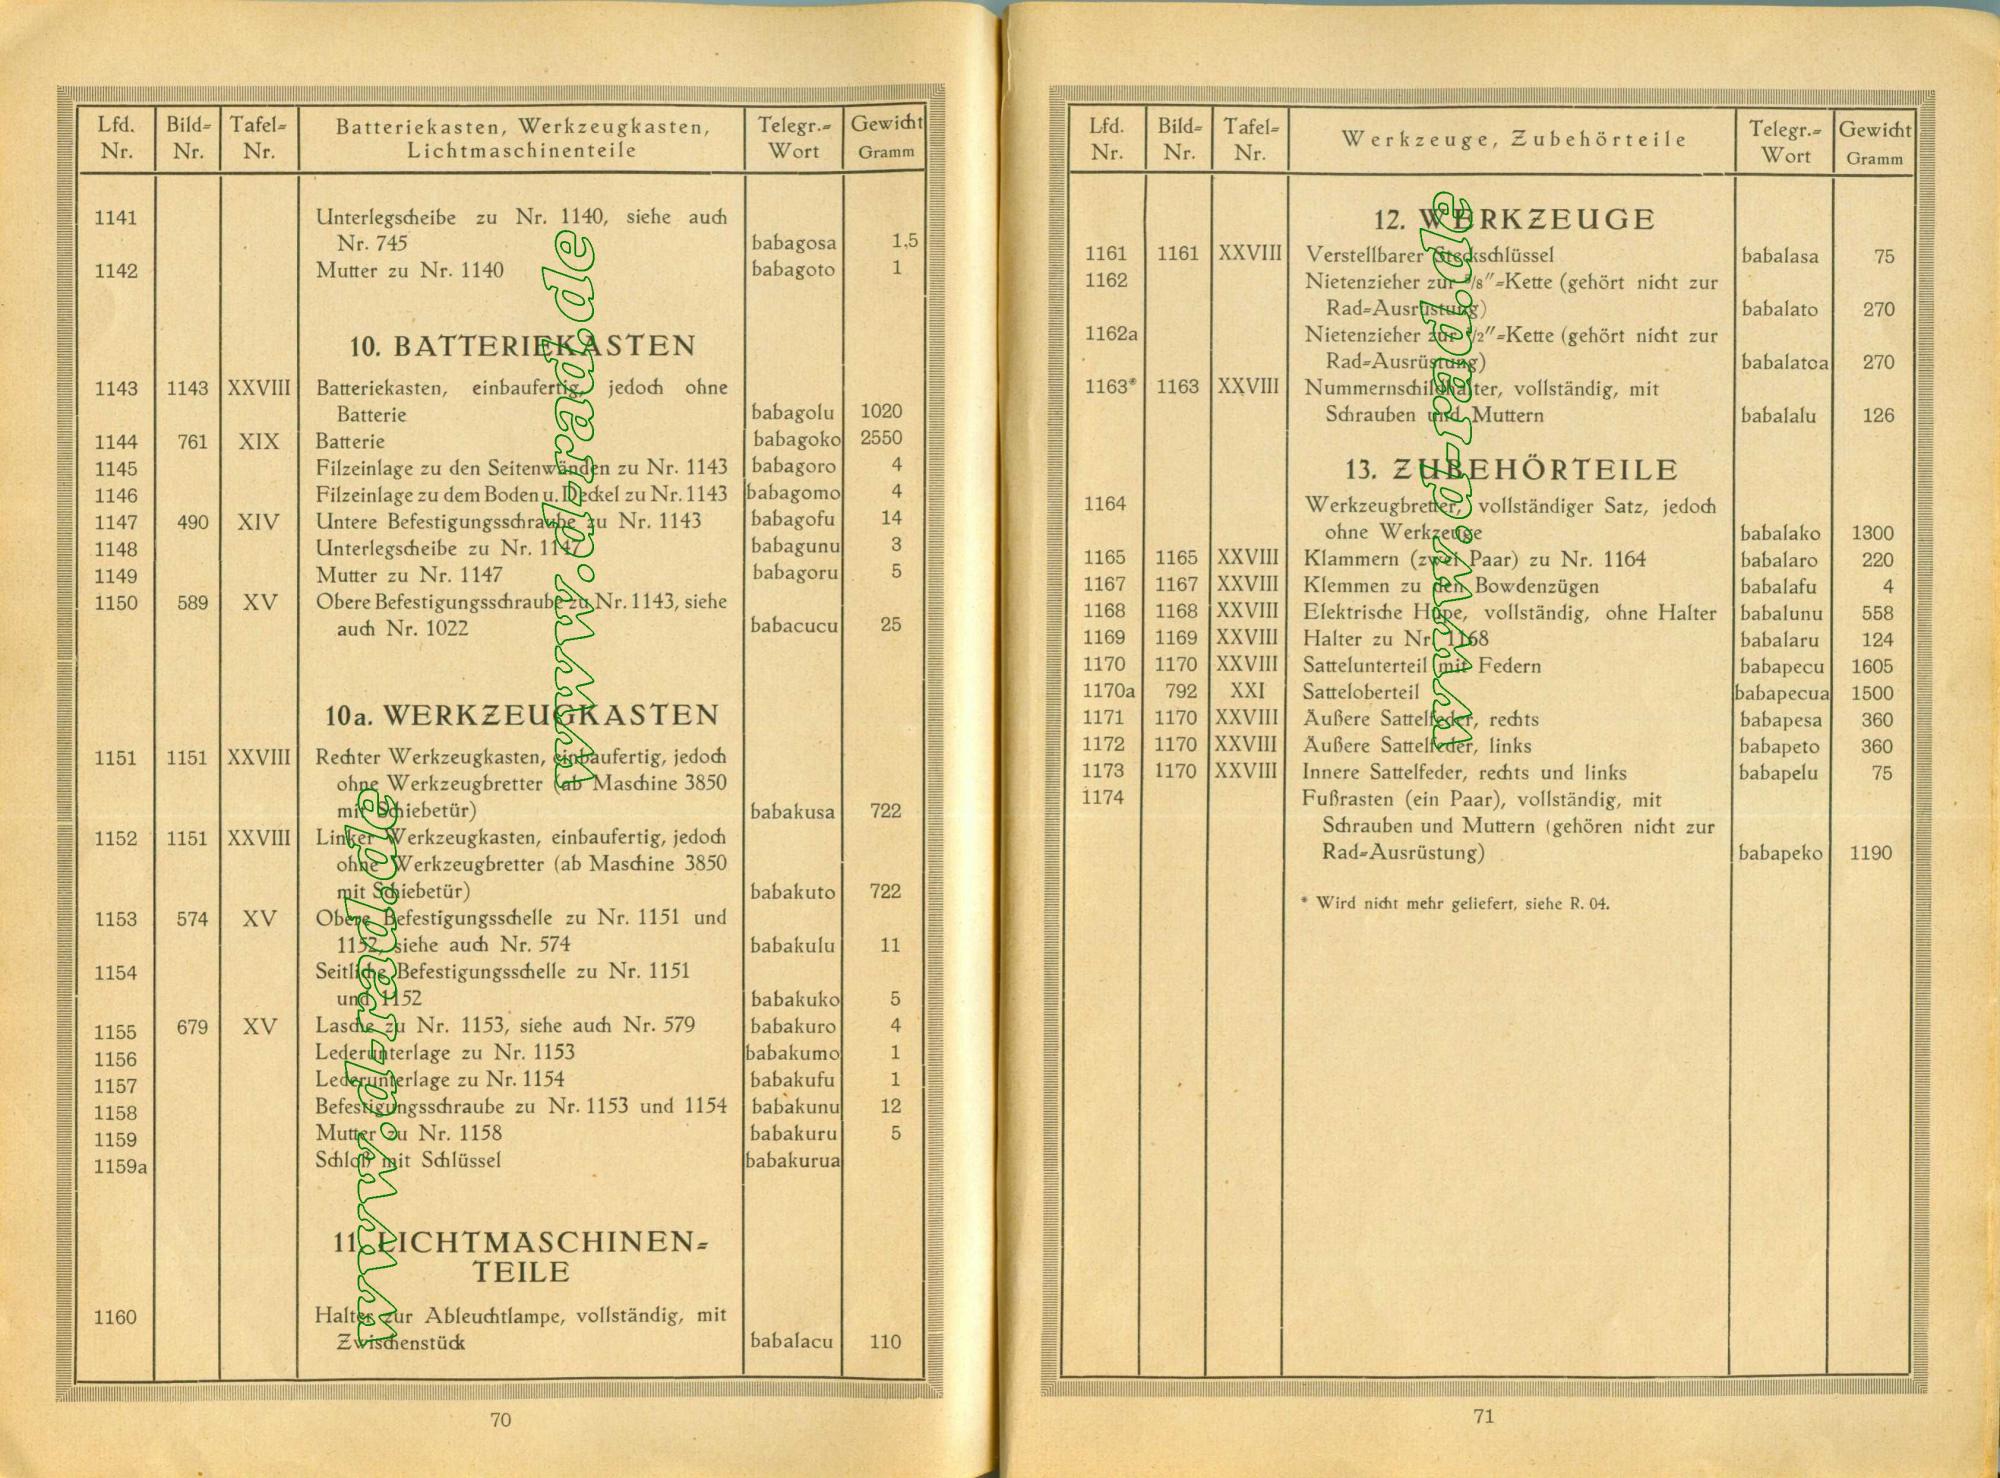 Lfd. Nr. Bild= Nr. Tafel= Nr. Batteriekasten, Werkzeugkasten, Lichtmaschinenteile Telegr.= Wort Gewicht Gramm
1141 Unterlegscheibe zu Nr. 1140, siehe auch
Nr. 745 babagosa 1,5
1142 Mutter zu Nr. 1140 babagoto 1
10. BATTERIEKASTEN
1143 1143 XXVIII Batteriekasten, einbaufertig, jedoch ohne
Batterie babagolu 1020
1144 761 XIX Batterie babagoko 2550
1145 Filzeinlage zu den Seitenwänden zu Nr. 1143 babagoro 4
1146 Filzeinlage zu dem Boden u. Deckel zu Nr. 1143 babagomo 4
1147 490 XIV Untere Befestigungsschraube zu Nr. 1143 babagofu 14
1148 Unterlegscheibe zu Nr. 1147 babagunu 3
1149 Mutter zu Nr. 1147 babagoru 5
1150 589 XV Obere Befestigungsschraube zu Nr. 1143, siehe
auch Nr. 1022 babacucu 25
10a. WERKZEUGKASTEN
1151 1151 XXVIII Rechter Werkzeugkasten, einbaufertig, jedoch
ohne Werkzeugbretter (ab Maschine 3850
mit Schiebetür) babakusa 722
1152 1151 XXVIII Linker Werkzeugkasten, einbaufertig, jedoch
ohne Werkzeugbretter (ab Maschine 3850
mit Schiebetür) babakuto 722
1153 574 XV Obere Befestigungsschelle zu Nr. 1151 und
1152, siehe auch Nr. 574 babakulu 11
1154 Seitliche Befestigungsschelle zu Nr. 1151
und 1152 babakuko 5
1155 679 XV Lasche zu Nr. 1153, siehe auch Nr. 579 babakuro 4
1156 Lederunterlage zu Nr. 1153 babakumo 1
1157 Lederunterlage zu Nr. 1154 babakufu 1
1158 Befestigungsschraube zu Nr. 1153 und 1154 babakunu 12
1159 Mutter zu Nr. 1158 babakuru 5
1159a Schloß mit Schlüssel babakurua
11. LICHTMASCHINEN=
TEILE
1160 Halter zur Ableuchtlampe, vollständig, mit
Zwischenstück babalacu 110
70
www.d-rad.de
www.d-rad.de
Lfd. Nr. Bild= Nr. Tafel= Nr. Werkzeuge, Zubehörteile Telegr.= Wort Gewicht Gramm
12. WERKZEUGE
1161 1161 XXVIII Verstellbarer Steckschlüssel babalasa 75
1162 Nietenzieher zur 5/8"=Kette (gehört nicht zur
Rad=Ausrüstung) babalato 270
1162a Nietenzieher zur 1/2"=Kette (gehört nicht zur
Rad=Ausrüstung) babalatoa 270
1163* 1163 XXVIII Nummernschildhalter, vollständig, mit
Schrauben und Muttern babalalu 126
13. ZUBEHÖRTEILE
1164 Werkzeugbretter, vollständiger Satz, jedoch
ohne Werkzeuge babalako 1300
1165 1165 XXVIII Klammern (zwei Paar) zu Nr. 1164 babalaro 220
1167 1167 XXVIII Klemmen zu den Bowdenzügen babalafu 4
1168 1168 XXVIII Elektrische Hupe, vollständig, ohne Halter babalunu 558
1169 1169 XXVIII Halter zu Nr. 1168 babalaru 124
1170 1170 XXVIII Sattelunterteil mit Federn babapecu 1605
1170a 792 XXI Satteloberteil babapecua 1500
1171 1170 XXVIII Äußere Sattelfeder, rechts babapesa 360
1172 1170 XXVIII Äußere Sattelfeder, links babapeto 360
1173 1170 XXVIII Innere Sattelfeder, rechts und links babapelu 75
1174 Fußrasten (ein Paar), vollständig, mit
Schrauben und Muttern (gehören nicht zur
Rad=Ausrüstung) babapeko 1190
* Wird nicht mehr geliefert, siehe R. 04.
71
www.d-rad.de